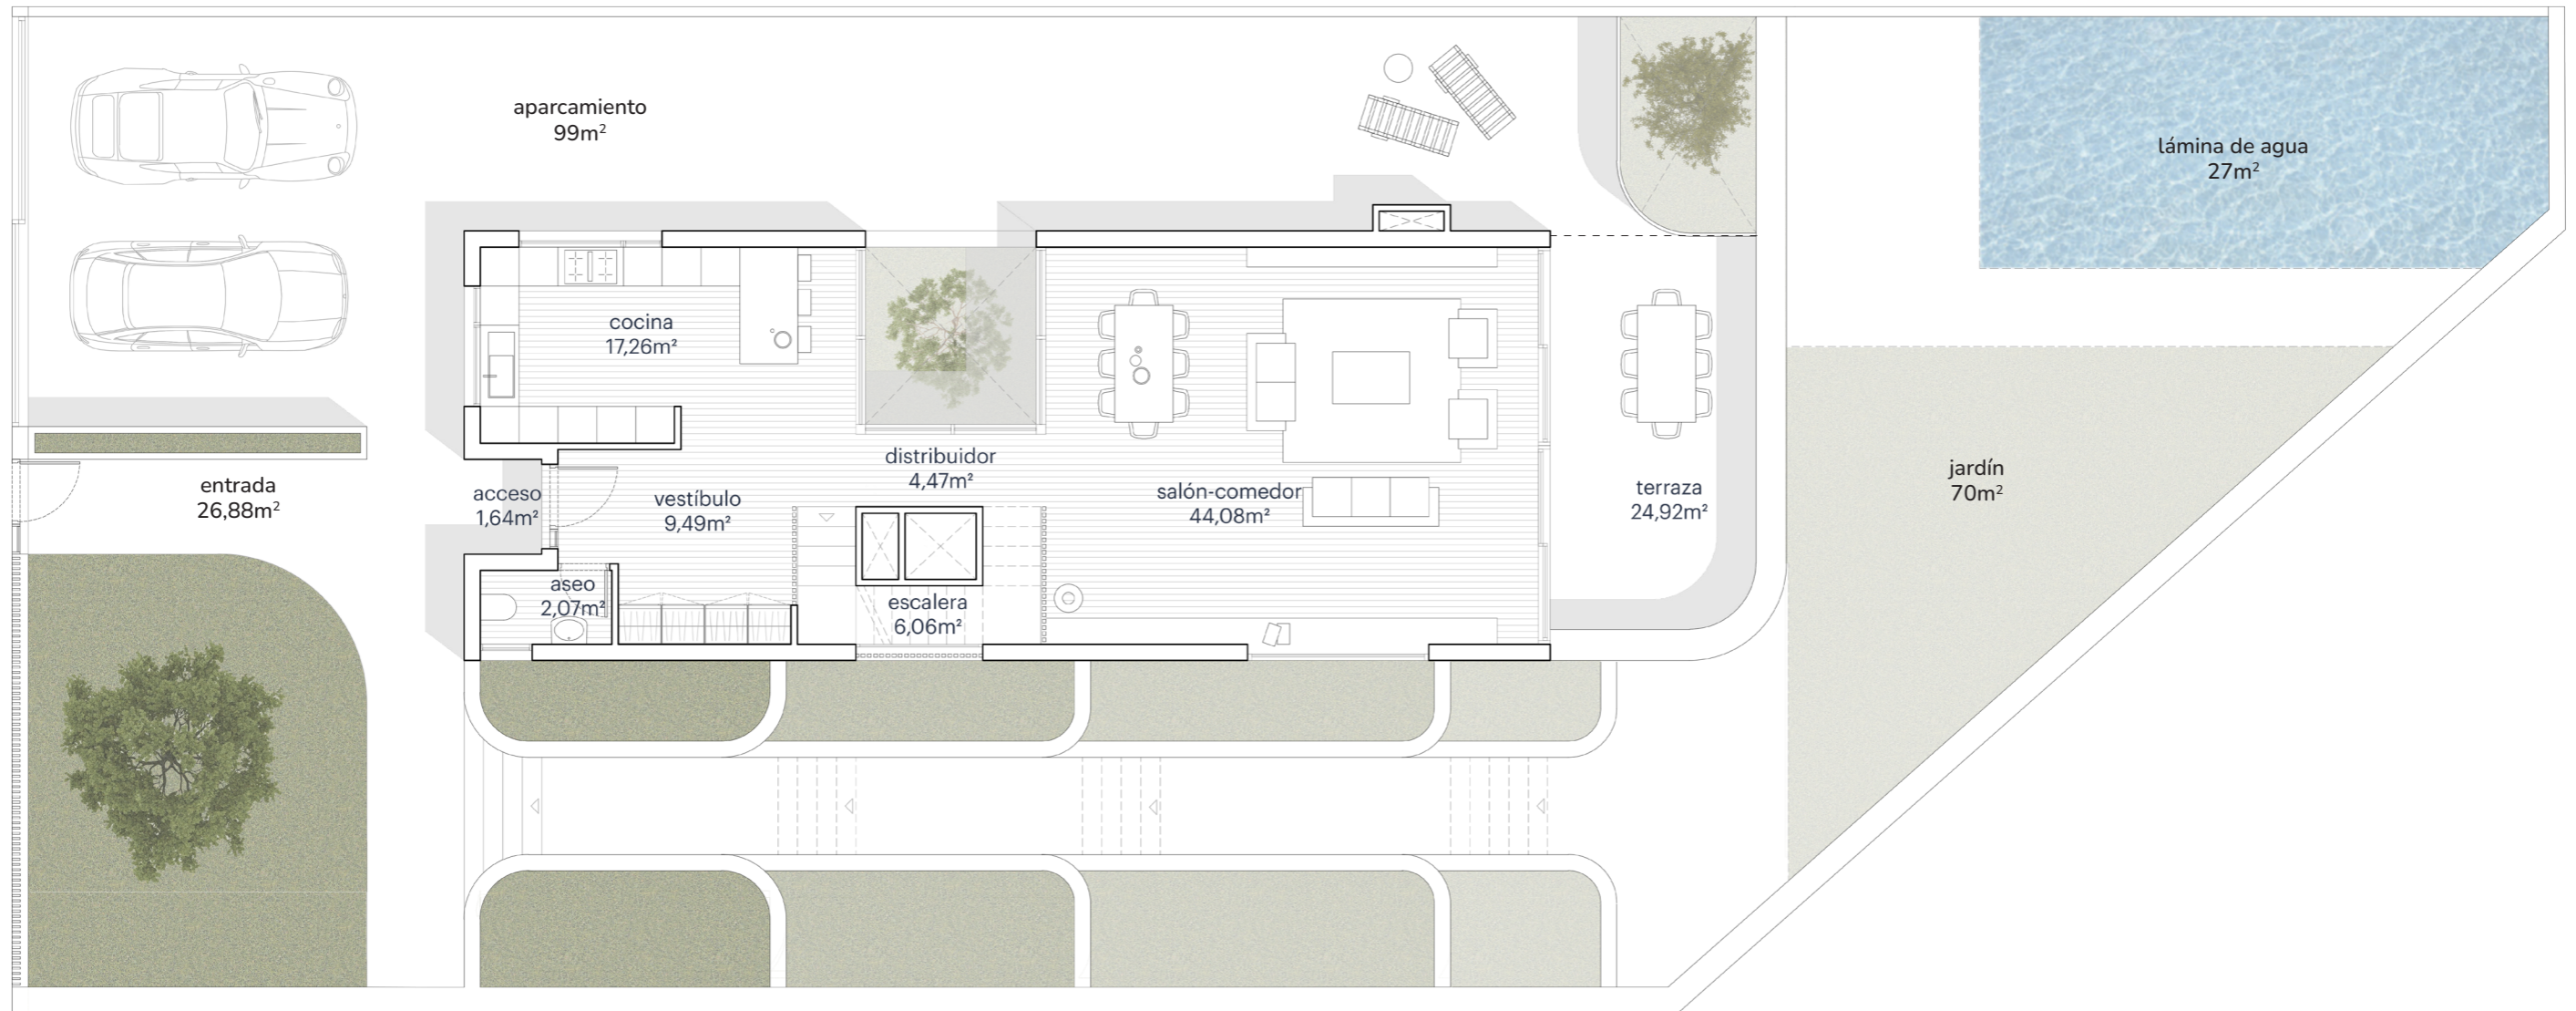 aparcamiento
99m²
lámina de agua
27m²
cocina
17,26m²
distribuidor
4,47m²
entrada
26,88m²
acceso
1,64m²
vestíbulo
9,49m²
salón-comedor
44,08m²
terraza
24,92m²
jardín
70m²
aseo
2,07m²
escalera
6,06m²